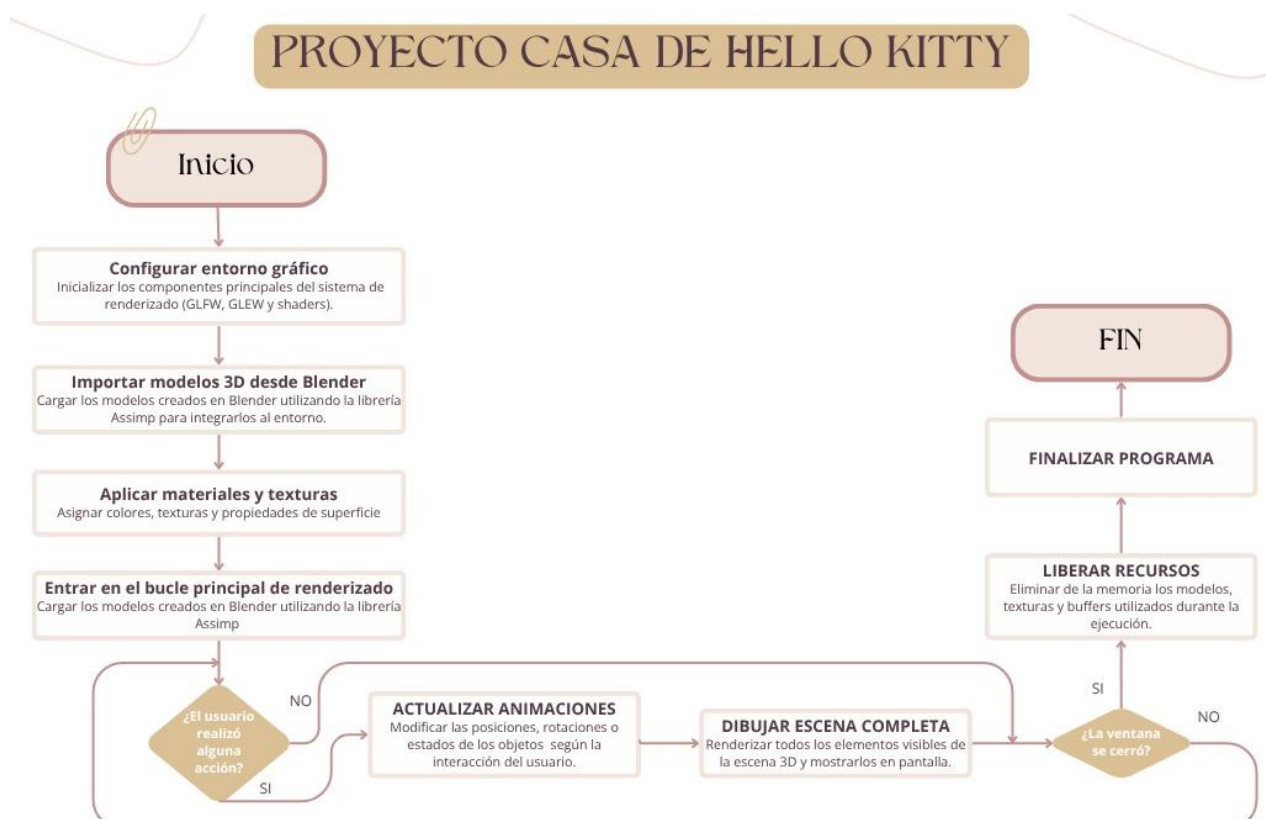 PROYECTO CASA DE HELLO KITTY
Inicio
Configurar entorno gráfico
Inicializar los componentes principales del sistema de
renderizado (GLFW, GLEW y shaders).
Importar modelos 3D desde Blender
Cargar los modelos creados en Blender utilizando la librería
Assimp para integrarlos al entorno.
Aplicar materiales y texturas
Asignar colores, texturas y propiedades de superficie
Entrar en el bucle principal de renderizado
Cargar los modelos creados en Blender utilizando la librería
Assimp
¿El usuario
realizó
alguna
acción?
NO
SI
ACTUALIZAR ANIMACIONES
Modificar las posiciones, rotaciones o
estados de los objetos según la
interacción del usuario.
DIBUJAR ESCENA COMPLETA
Renderizar todos los elementos visibles de
la escena 3D y mostrarlos en pantalla.
¿La ventana
se cerró?
NO
SI
LIBERAR RECURSOS
Eliminar de la memoria los modelos,
texturas y buffers utilizados durante la
ejecución.
FINALIZAR PROGRAMA
FIN